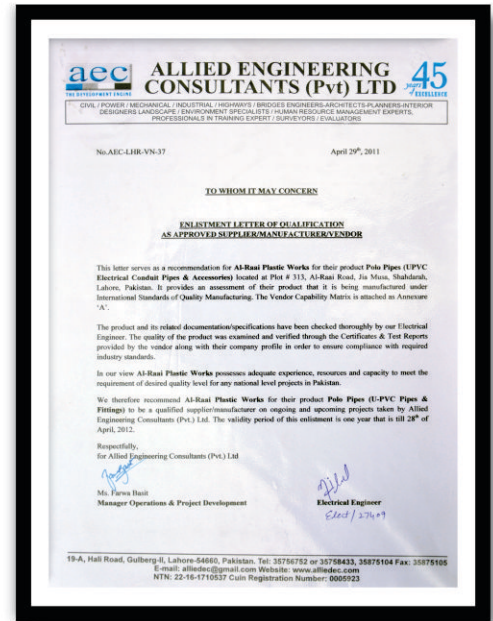 aec
THE DEVELOPMENT ENGINE
ALLIED ENGINEERING
CONSULTANTS (Pvt) LTD
45
years of
EXCELLENCE
CIVIL / POWER / MECHANICAL / INDUSTRIAL / HIGHWAYS / BRIDGES ENGINEERS-ARCHITECTS-PLANNERS-INTERIOR
DESIGNERS LANDSCAPE / ENVIRONMENT SPECIALISTS / HUMAN RESOURCE MANAGEMENT EXPERTS,
PROFESSIONALS IN TRAINING EXPERT / SURVEYORS / EVALUATORS
No.AEC-LHR-VN-37
April 29th, 2011
TO WHOM IT MAY CONCERN
ENLISTMENT LETTER OF QUALIFICATION
AS APPROVED SUPPLIER/MANUFACTURER/VENDOR
This letter serves as a recommendation for Al-Raai Plastic Works for their product Polo Pipes (UPVC
Electrical Conduit Pipes & Accessories) located at Plot # 313, Al-Raai Road, Jia Musa, Shahdarah,
Lahore, Pakistan. It provides an assessment of their product that it is being manufactured under
International Standards of Quality Manufacturing. The Vendor Capability Matrix is attached as Annexure
'A'.
The product and its related documentation/specifications have been checked thoroughly by our Electrical
Engineer. The quality of the product was examined and verified through the Certificates & Test Reports
provided by the vendor along with their company profile in order to ensure compliance with required
industry standards.
In our view Al-Raai Plastic Works possesses adequate experience, resources and capacity to meet the
requirement of desired quality level for any national level projects in Pakistan.
We therefore recommend Al-Raai Plastic Works for their product Polo Pipes (U-PVC Pipes &
Fittings) to be a qualified supplier/manufacturer on ongoing and upcoming projects taken by Allied
Engineering Consultants (Pvt.) Ltd. The validity period of this enlistment is one year that is till 28th of
April, 2012.
Respectfully,
for Allied Engineering Consultants (Pvt.) Ltd
Ms. Farwa Basit
Manager Operations & Project Development
Electrical Engineer
Elect / 27409
19-A, Hali Road, Gulberg-II, Lahore-54660, Pakistan. Tel: 35756752 or 35758433, 35875104 Fax: 35875105
E-mail: alliedec@gmail.com Website: www.alliedec.com
NTN: 22-16-1710537 Cuin Registration Number: 0005923